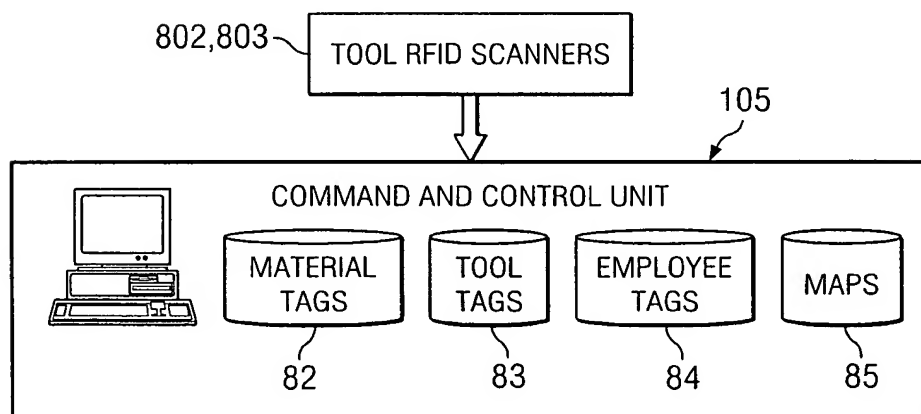 802,803
TOOL RFID SCANNERS
105
COMMAND AND CONTROL UNIT
MATERIAL
TAGS
TOOL
TAGS
EMPLOYEE
TAGS
MAPS
82
83
84
85